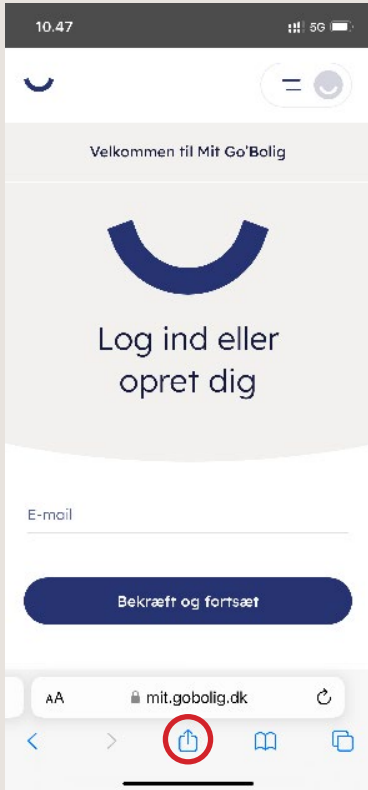 10.47
5G
Velkommen til Mit Go'Bolig
Log ind eller
opret dig
E-mail
Bekræft og fortsæt
AA
mit.gobolig.dk